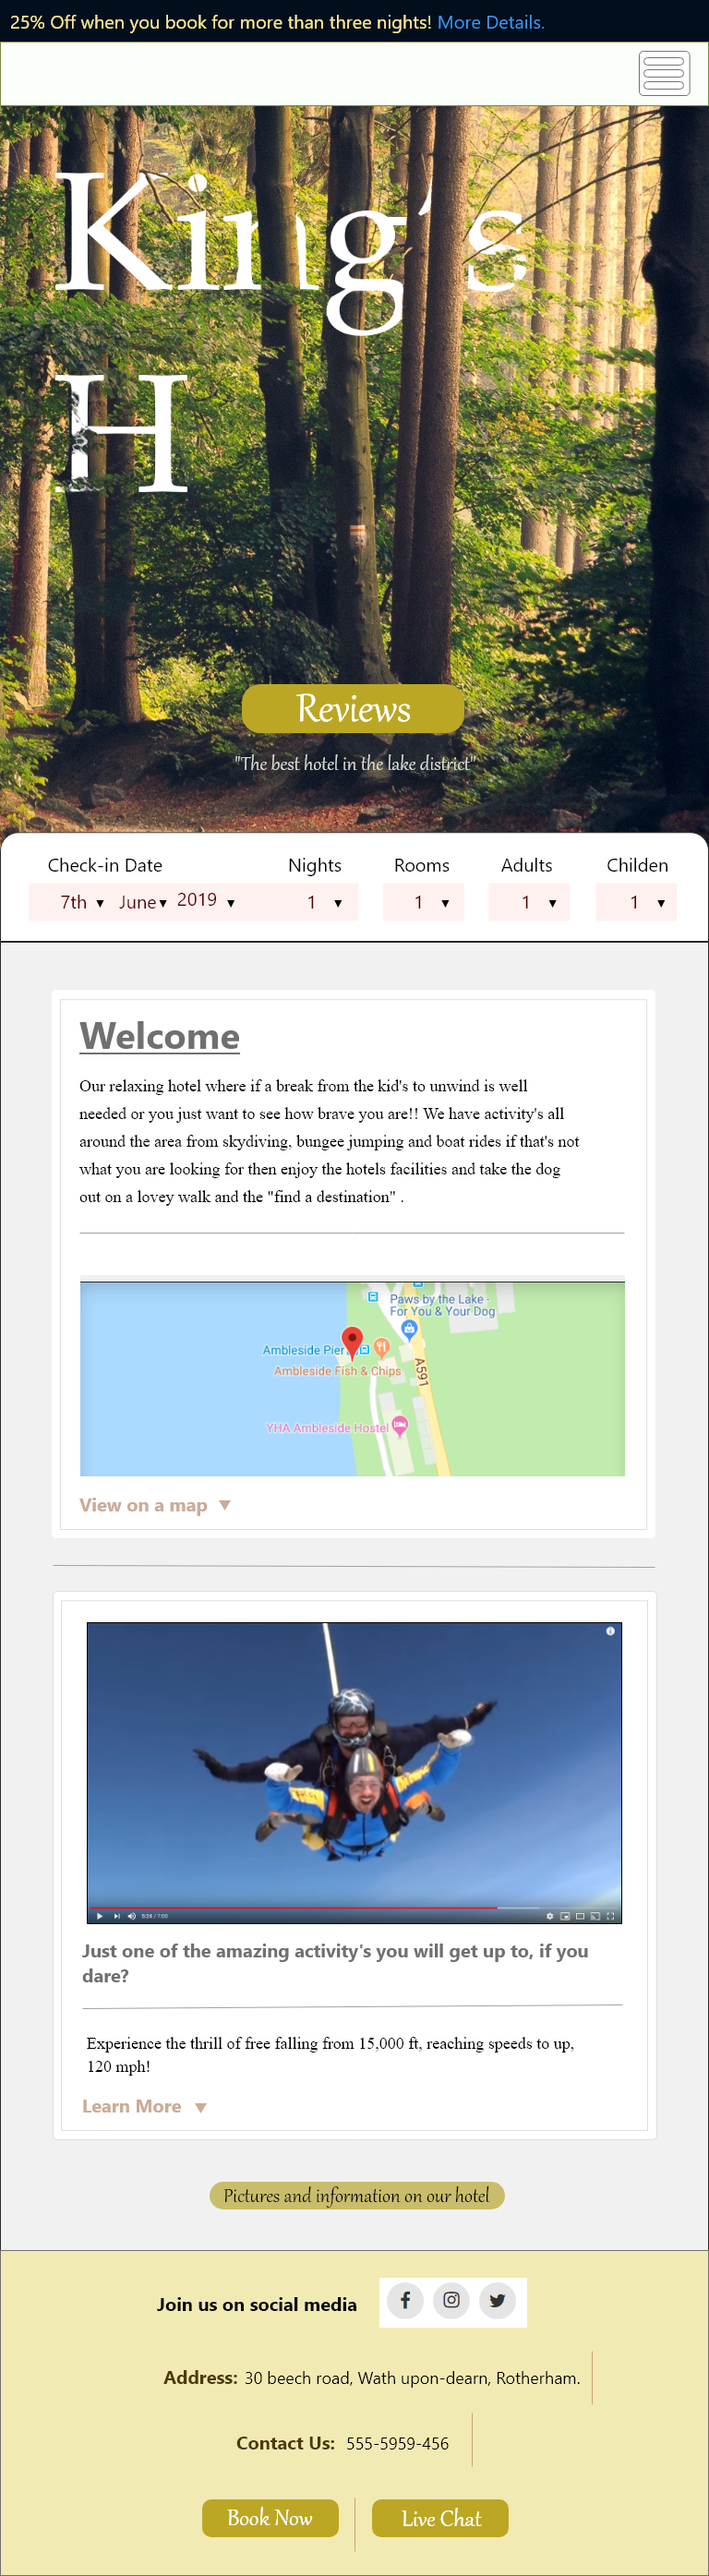 25% Off when you book for more than three nights! More Details.
King's
H
Reviews
"The best hotel in the lake district"
Check-in Date Nights Rooms Adults Childen
7th ▼ June ▼ 2019 ▼ 1 ▼ 1 ▼ 1 ▼ 1 ▼
Welcome
Our relaxing hotel where if a break from the kid's to unwind is well
needed or you just want to see how brave you are!! We have activity's all
around the area from skydiving, bungee jumping and boat rides if that's not
what you are looking for then enjoy the hotels facilities and take the dog
out on a lovey walk and the "find a destination" .
Paws by the Lake -
For You & Your Dog
Ambleside Pier
Ambleside Fish & Chips
A591
YHA Ambleside Hostel
View on a map ▼
5:26 / 7:00
Just one of the amazing activity's you will get up to, if you
dare?
Experience the thrill of free falling from 15,000 ft, reaching speeds to up,
120 mph!
Learn More ▼
Pictures and information on our hotel
Join us on social media
Address: 30 beech road, Wath upon-dearn, Rotherham.
Contact Us: 555-5959-456
Book Now Live Chat